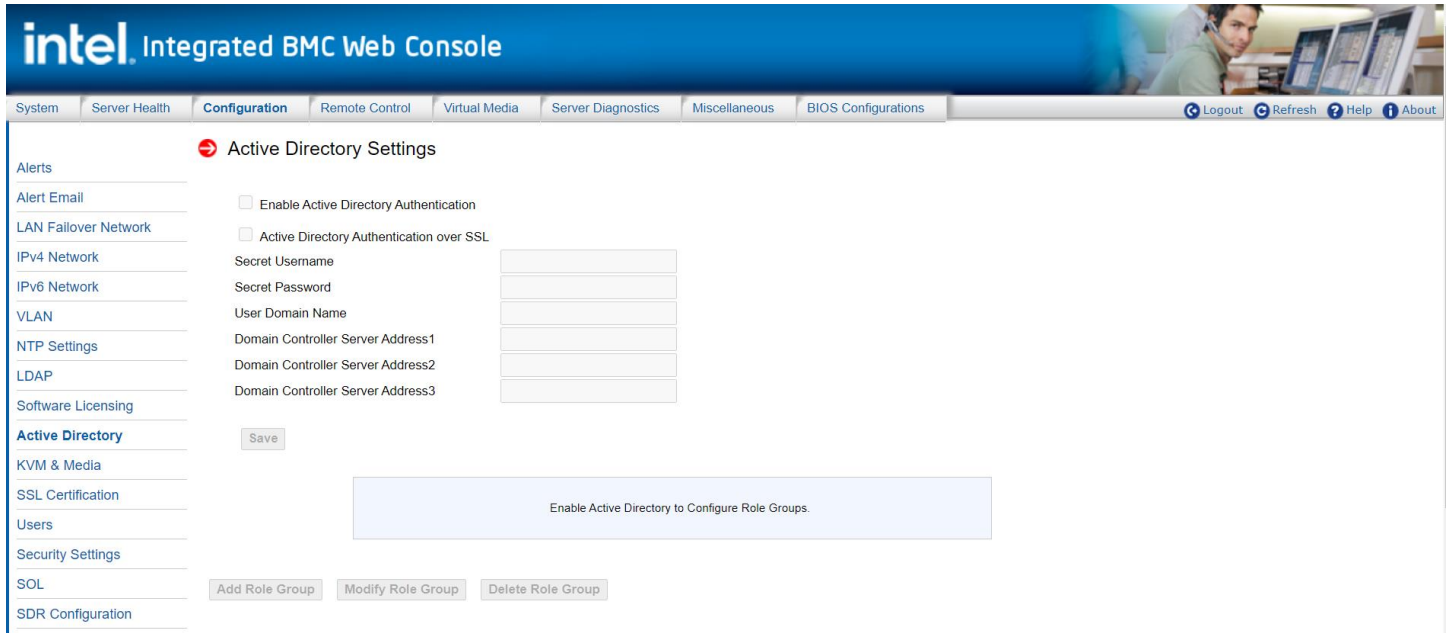 intel. Integrated BMC Web Console
System Server Health Configuration Remote Control Virtual Media Server Diagnostics Miscellaneous BIOS Configurations Logout Refresh Help About
Alerts
Alert Email
LAN Failover Network
IPv4 Network
IPv6 Network
VLAN
NTP Settings
LDAP
Software Licensing
Active Directory
KVM & Media
SSL Certification
Users
Security Settings
SOL
SDR Configuration
Active Directory Settings
Enable Active Directory Authentication
Active Directory Authentication over SSL
Secret Username
Secret Password
User Domain Name
Domain Controller Server Address1
Domain Controller Server Address2
Domain Controller Server Address3
Save
Enable Active Directory to Configure Role Groups.
Add Role Group Modify Role Group Delete Role Group